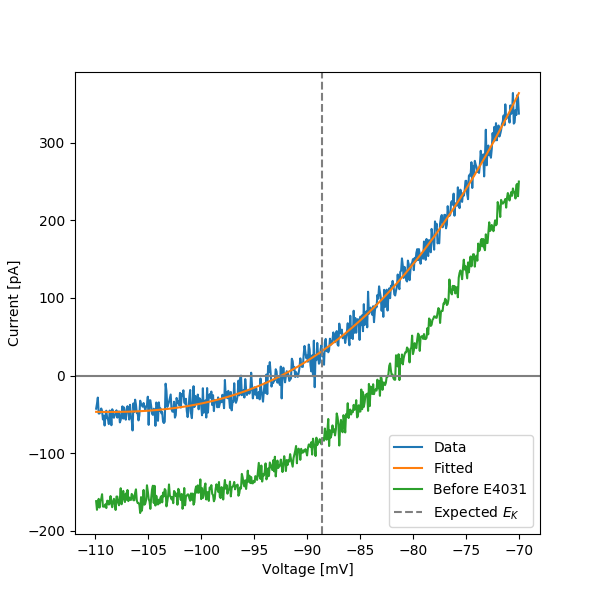 Current [pA]
300
200
100
0
−100
−200
−110
−105
−100
−95
−90
−85
−80
−75
−70
Voltage [mV]
Data
Fitted
Before E4031
Expected E_K